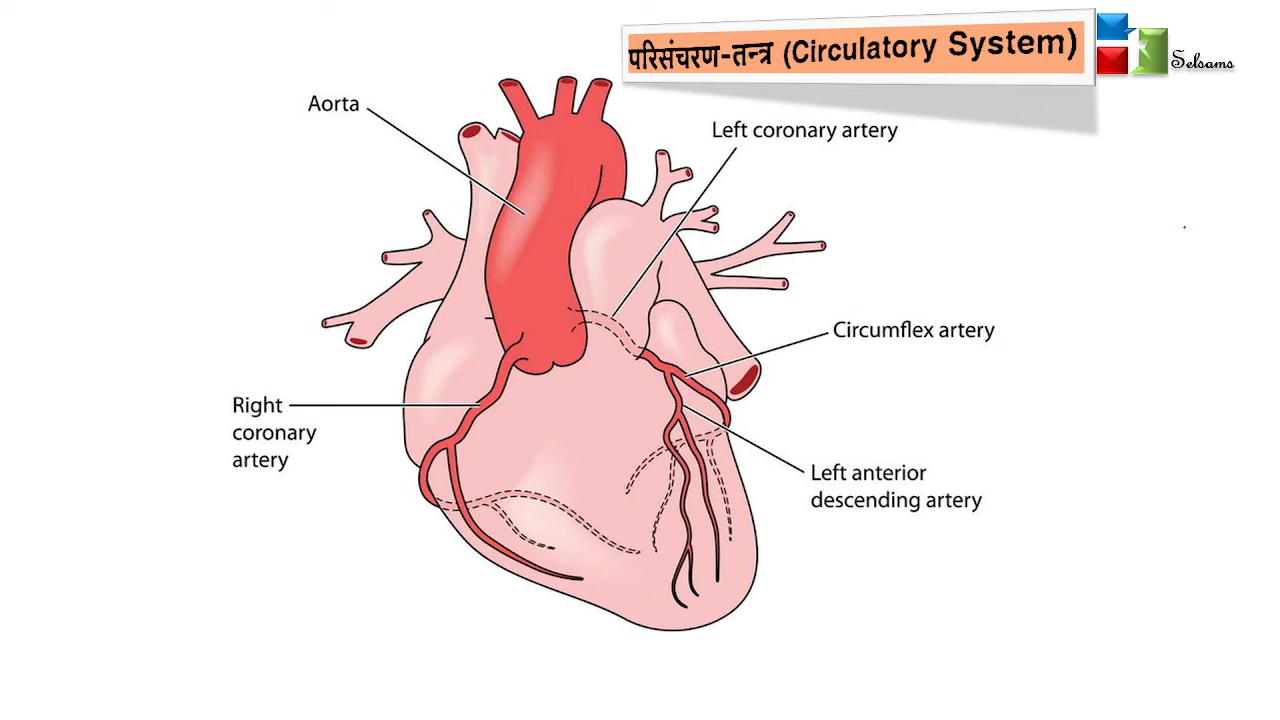 परिसंचरण-तन्त्र (Circulatory System)
Selsams
Aorta
Left coronary artery
Circumflex artery
Right
coronary
artery
Left anterior
descending artery